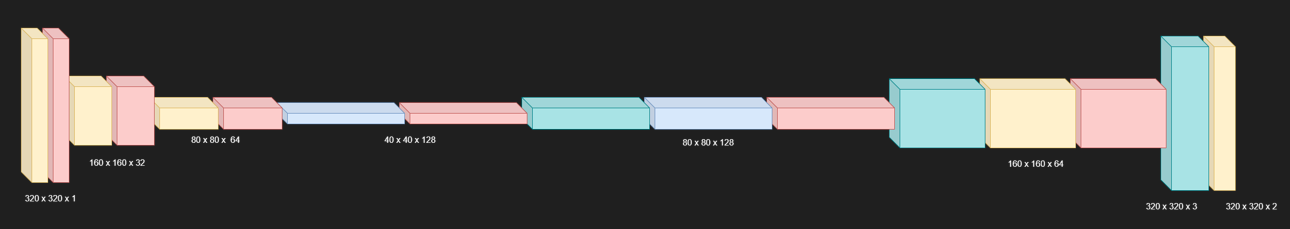 320 x 320 x 1
160 x 160 x 32
80 x 80 x  64
40 x 40 x 128
80 x 80 x 128
160 x 160 x 64
320 x 320 x 3
320 x 320 x 2